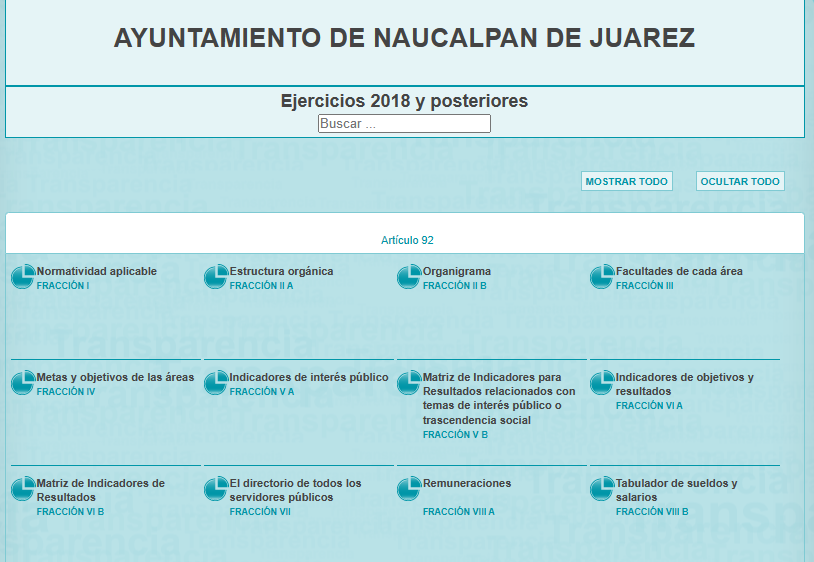 AYUNTAMIENTO DE NAUCALPAN DE JUAREZ
Ejercicios 2018 y posteriores
Buscar ...
MOSTRAR TODO
OCULTAR TODO
Artículo 92
Normatividad aplicable
FRACCIÓN I
Estructura orgánica
FRACCIÓN II A
Organigrama
FRACCIÓN II B
Facultades de cada área
FRACCIÓN III
Metas y objetivos de las áreas
FRACCIÓN IV
Indicadores de interés público
FRACCIÓN V A
Matriz de Indicadores para
Resultados relacionados con
temas de interés público o
trascendencia social
FRACCIÓN V B
Indicadores de objetivos y
resultados
FRACCIÓN VI A
Matriz de Indicadores de
Resultados
FRACCIÓN VI B
El directorio de todos los
servidores públicos
FRACCIÓN VII
Remuneraciones
FRACCIÓN VIII A
Tabulador de sueldos y
salarios
FRACCIÓN VIII B